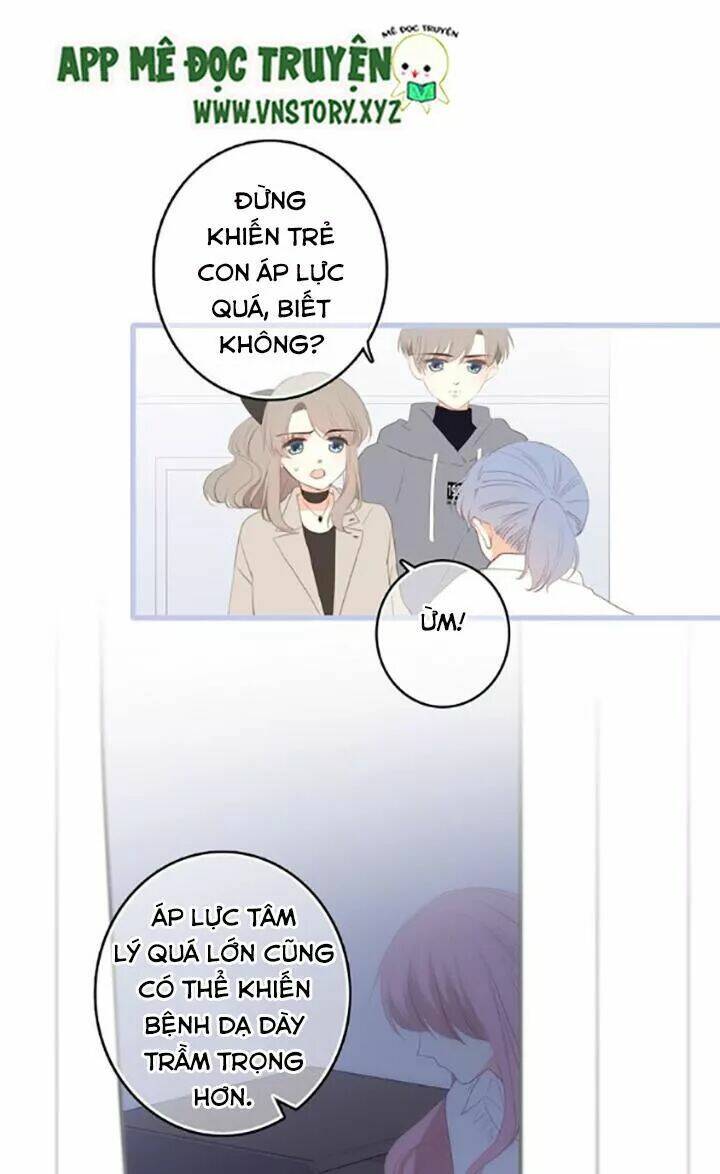 MÊ ĐỌC TRUYỆN
APP MÊ ĐỌC TRUYỆN
WWW.VNSTORY.XYZ
ĐỪNG
KHIẾN TRẺ
CON ÁP LỰC
QUÁ, BIẾT
KHÔNG?
ỪM!
ÁP LỰC TÂM
LÝ QUÁ LỚN CŨNG
CÓ THỂ KHIẾN
BỆNH DẠ DÀY
TRẦM TRỌNG
HƠN.